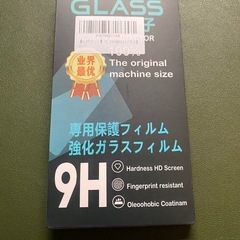 GLASS
The original
machine size
業界
最优
専用保護フィルム
強化ガラスフィルム
9H
Hardness HD Screen
Fingerprint resistant
Oleoohobic Coatinam